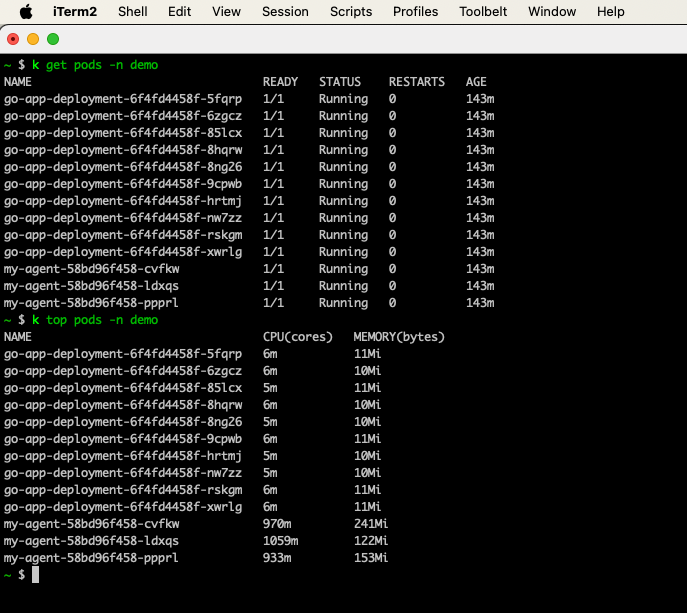 iTerm2 Shell Edit View Session Scripts Profiles Toolbelt Window Help
~ $ k get pods -n demo
NAME READY STATUS RESTARTS AGE
go-app-deployment-6f4fd4458f-5fqrp 1/1 Running 0 143m
go-app-deployment-6f4fd4458f-6zgcz 1/1 Running 0 143m
go-app-deployment-6f4fd4458f-85lcx 1/1 Running 0 143m
go-app-deployment-6f4fd4458f-8hqrw 1/1 Running 0 143m
go-app-deployment-6f4fd4458f-8ng26 1/1 Running 0 143m
go-app-deployment-6f4fd4458f-9cpwb 1/1 Running 0 143m
go-app-deployment-6f4fd4458f-hrtmj 1/1 Running 0 143m
go-app-deployment-6f4fd4458f-nw7zz 1/1 Running 0 143m
go-app-deployment-6f4fd4458f-rskgm 1/1 Running 0 143m
go-app-deployment-6f4fd4458f-xwrlg 1/1 Running 0 143m
my-agent-58bd96f458-cvfkw 1/1 Running 0 143m
my-agent-58bd96f458-ldxqs 1/1 Running 0 143m
my-agent-58bd96f458-ppprl 1/1 Running 0 143m
~ $ k top pods -n demo
NAME CPU(cores) MEMORY(bytes)
go-app-deployment-6f4fd4458f-5fqrp 6m 11Mi
go-app-deployment-6f4fd4458f-6zgcz 6m 10Mi
go-app-deployment-6f4fd4458f-85lcx 5m 11Mi
go-app-deployment-6f4fd4458f-8hqrw 6m 10Mi
go-app-deployment-6f4fd4458f-8ng26 5m 10Mi
go-app-deployment-6f4fd4458f-9cpwb 6m 11Mi
go-app-deployment-6f4fd4458f-hrtmj 5m 10Mi
go-app-deployment-6f4fd4458f-nw7zz 5m 10Mi
go-app-deployment-6f4fd4458f-rskgm 6m 11Mi
go-app-deployment-6f4fd4458f-xwrlg 6m 11Mi
my-agent-58bd96f458-cvfkw 970m 241Mi
my-agent-58bd96f458-ldxqs 1059m 122Mi
my-agent-58bd96f458-ppprl 933m 153Mi
~ $